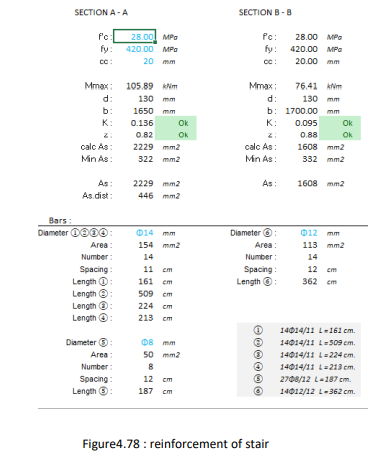 SECTION A - A SECTION B - B
f'c : 28.00 MPa f'c : 28.00 MPa
fy : 420.00 MPa fy : 420.00 MPa
cc : 20 mm cc : 20.00 mm
Mmax : 105.89 kNm Mmax : 76.41 kNm
d : 130 mm d : 130 mm
b : 1650 mm b : 1700.00 mm
K : 0.136 Ok K : 0.095 Ok
z : 0.82 Ok z : 0.88 Ok
calc As : 2229 mm2 calc As : 1608 mm2
Min As : 322 mm2 Min As : 332 mm2
As : 2229 mm2 As : 1608 mm2
As.dist : 446 mm2
Bars :
Diameter ①②③④ : Φ14 mm Diameter ⑥ : Φ12 mm
Area : 154 mm2 Area : 113 mm2
Number : 14 Number : 14
Spacing : 11 cm Spacing : 12 cm
Length ① : 161 cm Length ⑥ : 362 cm
Length ② : 509 cm
Length ③ : 224 cm
Length ④ : 213 cm
① 14Φ14/11 L=161 cm.
Diameter ⑤ : Φ8 mm ② 14Φ14/11 L=509 cm.
Area : 50 mm2 ③ 14Φ14/11 L=224 cm.
Number : 8 ④ 14Φ14/11 L=213 cm.
Spacing : 12 cm ⑤ 27Φ8/12 L=187 cm.
Length ⑤ : 187 cm ⑥ 14Φ12/12 L=362 cm.
Figure4.78 : reinforcement of stair